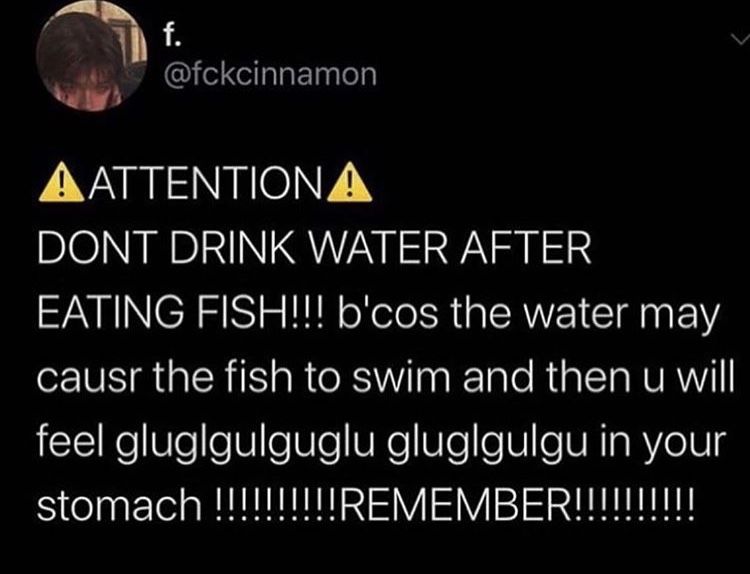 f.
@fckcinnamon
⚠ATTENTION⚠
DONT DRINK WATER AFTER
EATING FISH!!! b'cos the water may
causr the fish to swim and then u will
feel gluglgulguglu gluglgulgu in your
stomach !!!!!!!!!!REMEMBER!!!!!!!!!!